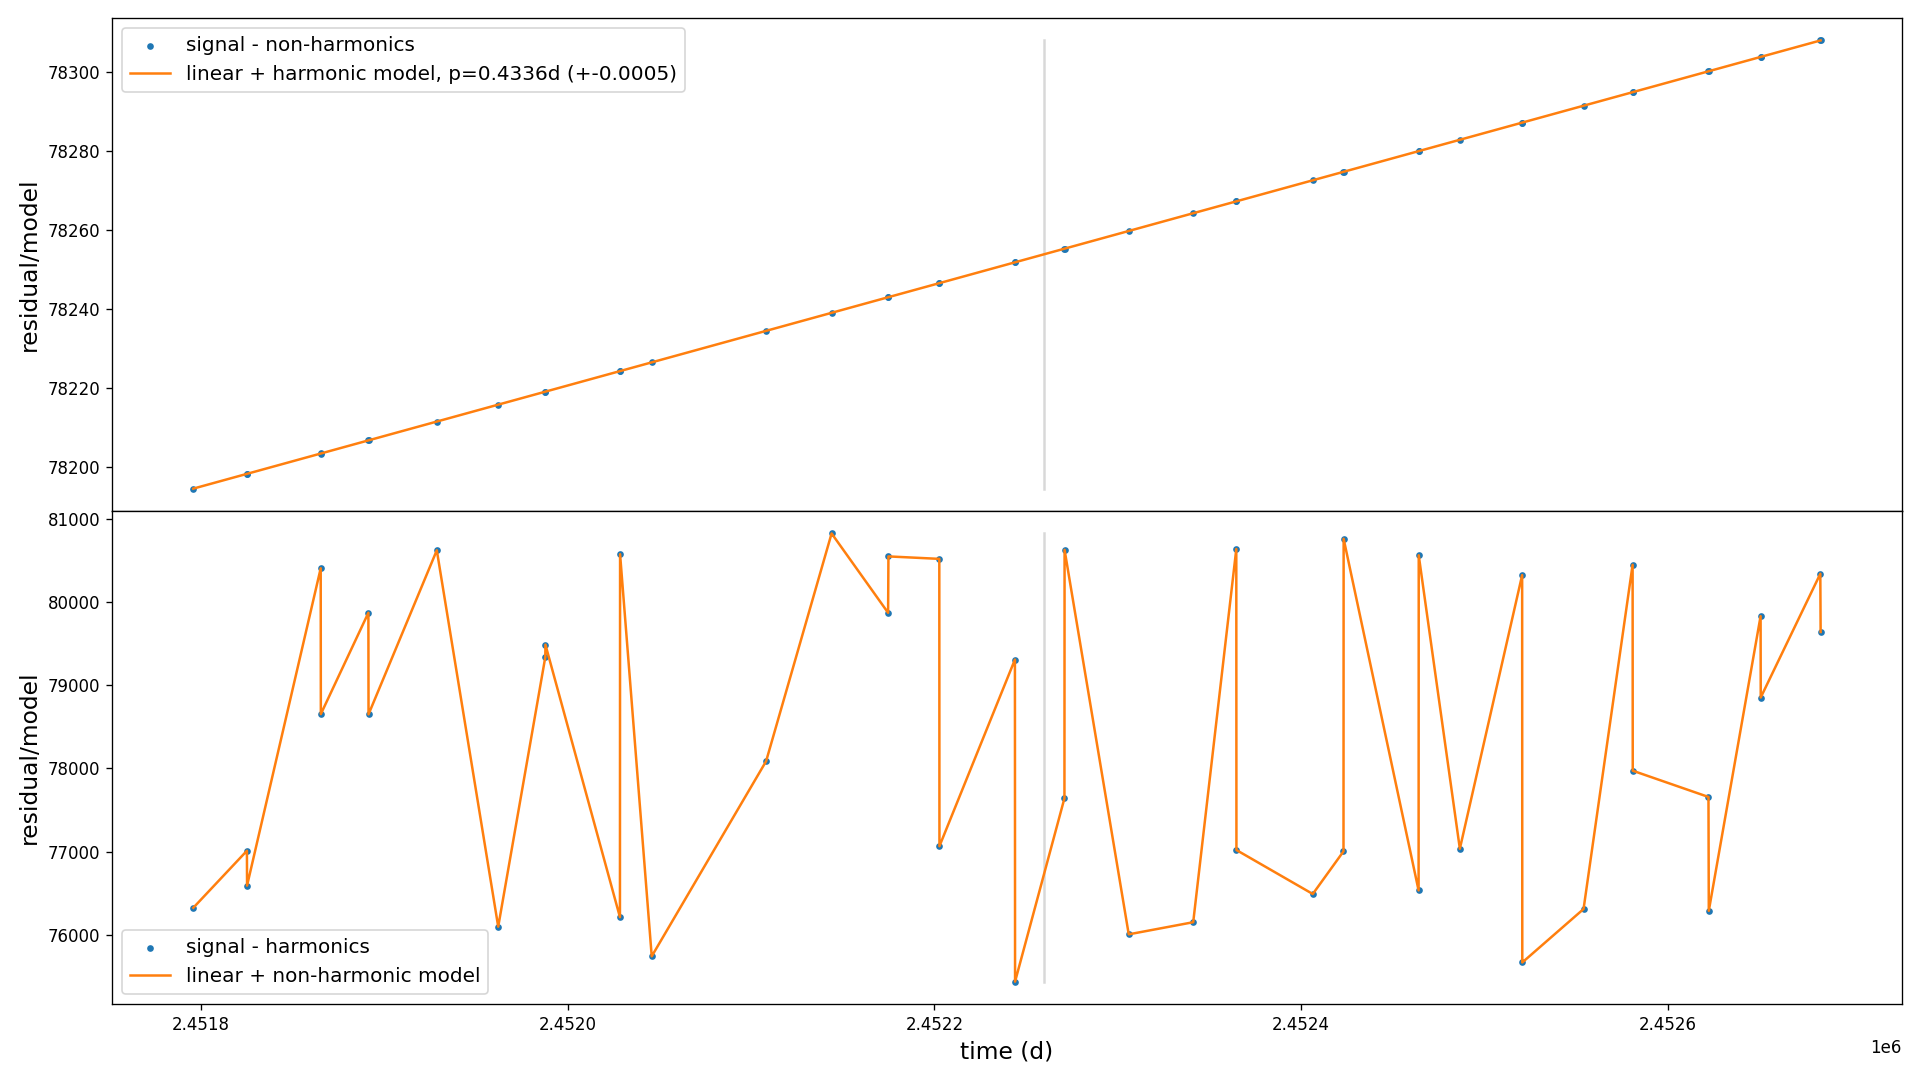 signal - non-harmonics
linear + harmonic model, p=0.4336d (+-0.0005)
78300
78280
78260
78240
78220
78200
residual/model
81000
80000
79000
78000
77000
76000
residual/model
signal - harmonics
linear + non-harmonic model
2.4518
2.4520
2.4522
2.4524
2.4526
time (d)
1e6